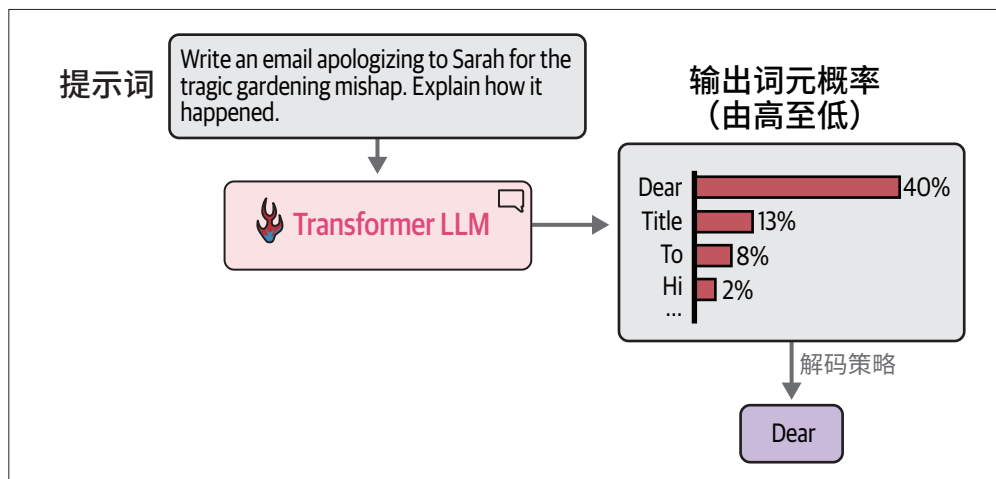 提示词
Write an email apologizing to Sarah for the
tragic gardening mishap. Explain how it
happened.
Transformer LLM
输出词元概率
（由高至低）
Dear 40%
Title 13%
To 8%
Hi 2%
...
解码策略
Dear